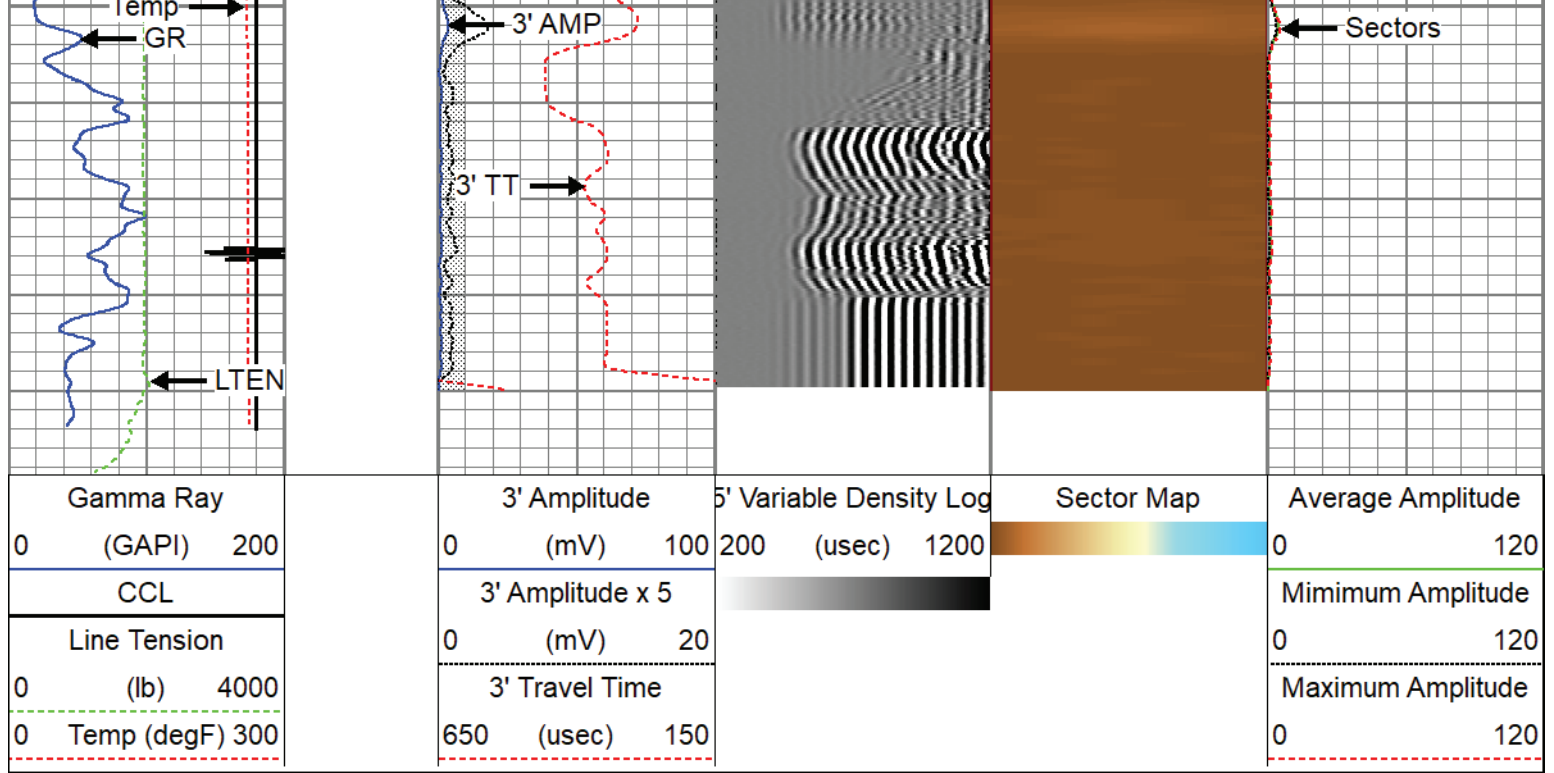 Temp
GR
3' AMP
Sectors
3' TT
LTEN
Gamma Ray
0 (GAPI) 200
CCL
Line Tension
0 (lb) 4000
0 Temp (degF) 300
3' Amplitude
0 (mV) 100
3' Amplitude x 5
0 (mV) 20
3' Travel Time
650 (usec) 150
5' Variable Density Log
200 (usec) 1200
Sector Map
Average Amplitude
0 120
Mimimum Amplitude
0 120
Maximum Amplitude
0 120